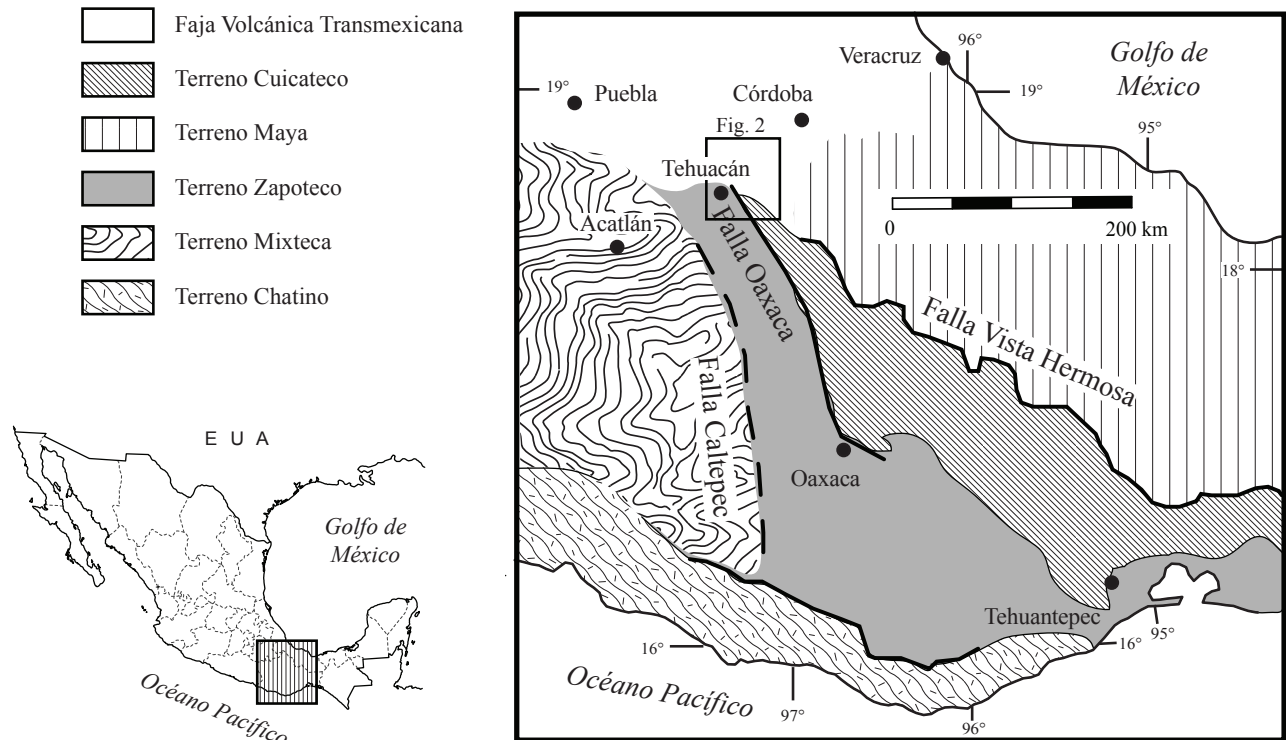 Faja Volcánica Transmexicana
Terreno Cuicateco
Terreno Maya
Terreno Zapoteco
Terreno Mixteca
Terreno Chatino
E U A
Golfo de
México
Océano Pacífico
Veracruz
96°
Golfo de
México
19°
Puebla
Córdoba
19°
Fig. 2
95°
Tehuacán
0
200 km
Acatlán
18°
Falla Oaxaca
Falla Vista Hermosa
Falla Caltepec
Oaxaca
Tehuantepec
95°
16°
16°
Océano Pacífico
97°
96°